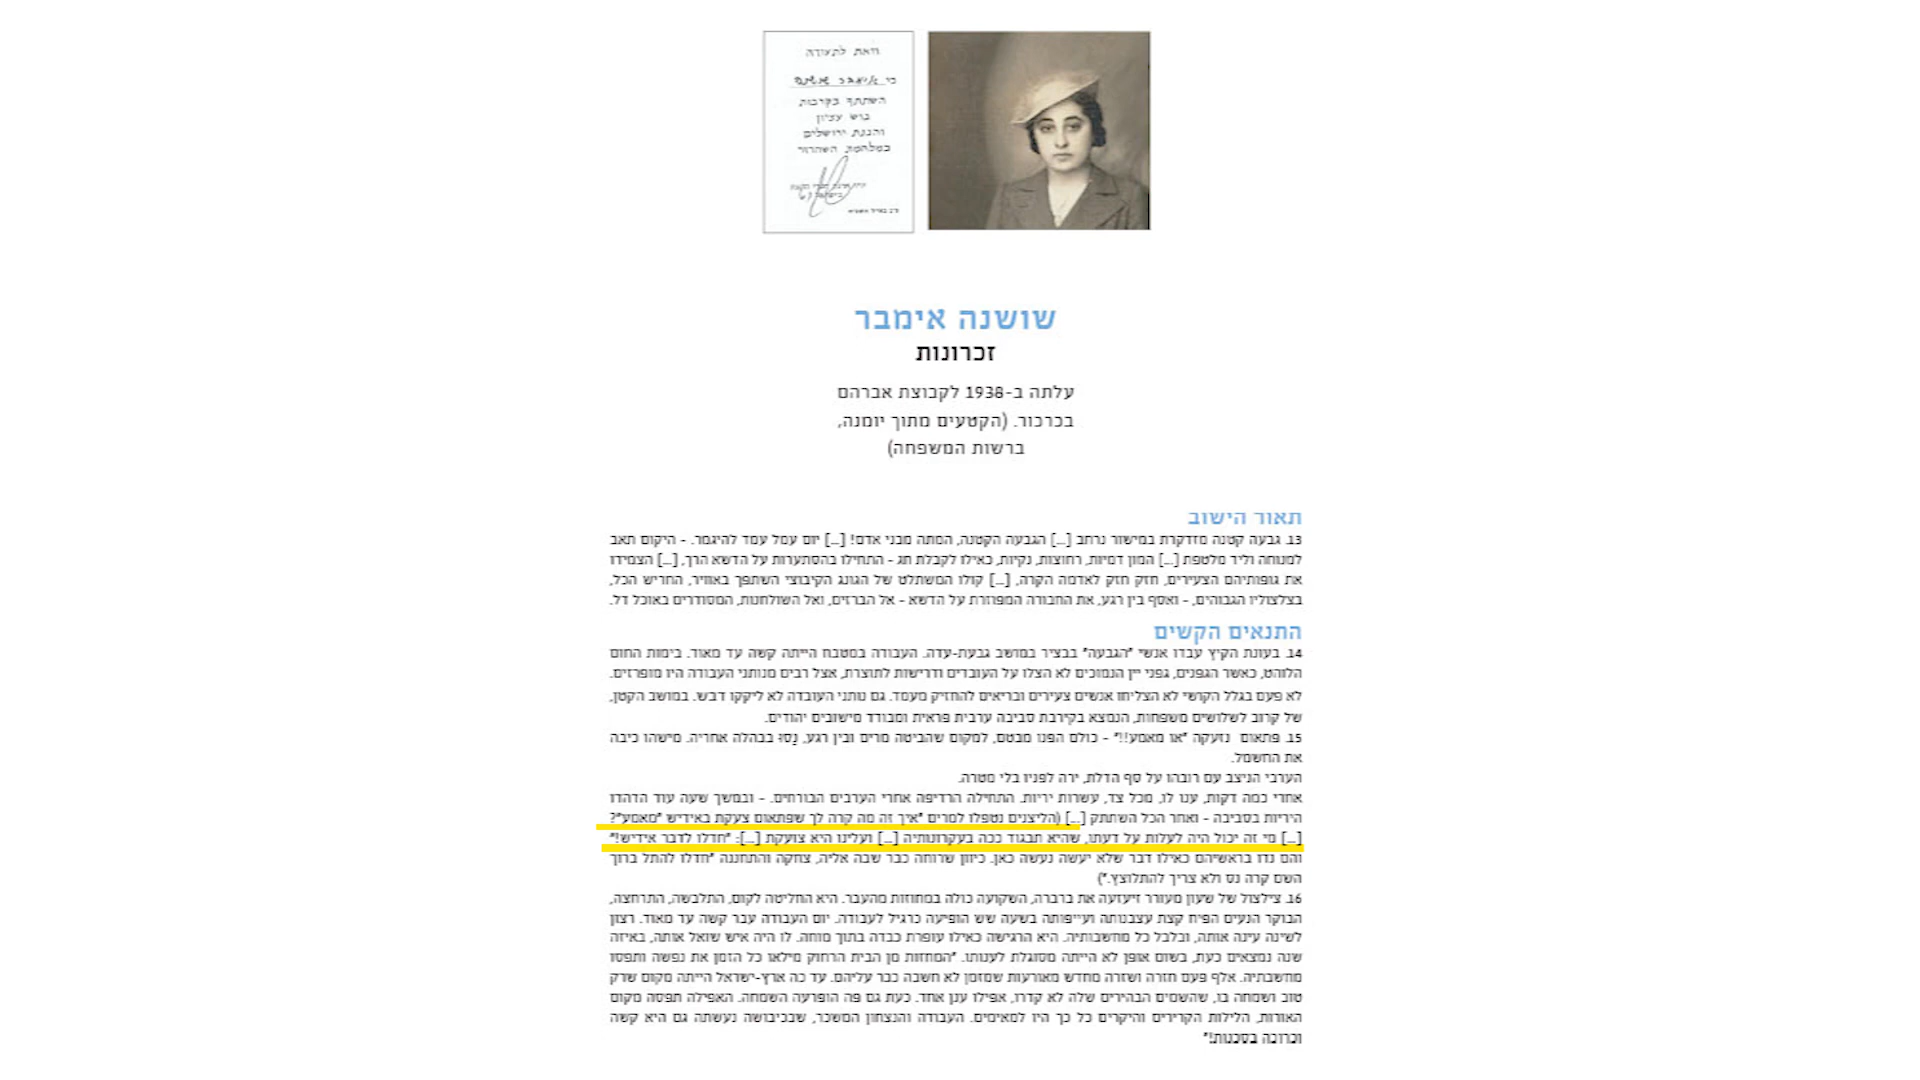 וזאת לתעודה
כי אימבר שושנה
השתתף בקרבות
גוש עציון
והגנת ירושלים
במלחמת השחרור
שושנה אימבר
זכרונות
עלתה ב-1938 לקבוצת אברהם
בכרכור. (הקטעים מתוך יומנה,
ברשות המשפחה)
תאור הישוב
13. גבעה קטנה מזדקרת במישור נרחב [...] הגבעה הקטנה, המתה מבני אדם! [...] יום עמל עמד להיגמר. - היקום תאב
למנוחה וליד מלטפת [...] המון דמויות, רחוצות, נקיות, כאילו לקבלת חג - התחילו בהסתערות על הדשא הרך, [...] הצמידו
את גופותיהם הצעירים, חזק חזק לאדמה הקרה, [...] קולו המשתלט של הגונג הקיבוצי השתפך באוויר, החריש הכל,
בצלצוליו הגבוהים, - ואסף בין רגע, את החבורה המפוזרת על הדשא - אל הברזים, ואל השולחנות, המסודרים באוכל דל.
התנאים הקשים
14. בעונת הקיץ עבדו אנשי "הגבעה" בבציר במושב גבעת-עדה. העבודה במטבח הייתה קשה עד מאוד. בימות החום
הלוהט, כאשר הגפנים, גפני יין הנמוכים לא הצלו על העובדים ודרישות לתוצרת, אצל רבים מנותני העבודה היו מופרזים.
לא פעם בגלל הקושי לא הצליחו אנשים צעירים ובריאים להחזיק מעמד. גם נותני העובדה לא ליקקו דבש. במושב הקטן,
של קרוב לשלושים משפחות, הנמצא בקירבת סביבה ערבית פראית ומבודד מישובים יהודים.
15. פתאום נזעקה "או מאמע!!" - כולם הפנו מבטם, למקום שהביטה מרים ובין רגע, נָסוּ בבהלה אחריה. מישהו כיבה
את החשמל.
הערבי הניצב עם רובהו על סף הדלת, ירה לפניו בלי מטרה.
אחרי כמה דקות, ענו לו, מכל צד, עשרות יריות. התחילה הרדיפה אחרי הערבים הבורחים. - ובמשך שעה עוד הדהדו
היריות בסביבה - ואחר הכל השתתק [...] (הליצנים נטפלו למרים "איך זה מה קרה לך שפתאום צעקת באידיש "מאמע"?
[...] מי זה יכול היה לעלות על דעתו, שהיא תבגוד ככה בעקרונותיה [...] ועלינו היא צועקת [...]: "חדלו לדבר אידיש!"
והם נדו בראשיהם כאילו דבר שלא יעשה נעשה כאן. כיוון שרוחה כבר שבה אליה, צחקה והתחננה "חדלו להתל ברוך
השם קרה נס ולא צריך להתלוצץ.")
16. צילצול של שעון מעורר זיעזעה את ברברה, השקועה כולה במחוזות מהעבר. היא החליטה לקום, התלבשה, התרחצה,
הבוקר הנעים הפיח קצת עצבנותה ועייפותה בשעה שש הופיעה כרגיל לעבודה. יום העבודה עבר קשה עד מאוד. רצון
לשינה עינה אותה, ובלבל כל מחשבותיה. היא הרגישה כאילו עופרת כבדה בתוך מוחה. לו היה איש שואל אותה, באיזה
שנה נמצאים כעת, בשום אופן לא הייתה מסוגלת לענותו. "המחזות מן הבית הרחוק מילאו כל הזמן את נפשה ותפסו
מחשבתיה. אלף פעם חזרה ושזרה מחדש מאורעות שמזמן לא חשבה כבר עליהם. עד כה ארץ-ישראל הייתה מקום שרק
טוב ושמחה בו, שהשמים הבהירים שלה לא קדרו, אפילו ענן אחד. כעת גם פה הופרעה השמחה. האפילה תפסה מקום
האורות, הלילות הקרירים והיקרים כל כך היו למאימים. העבודה והנצחון המשכר, שבכיבושה נעשתה גם היא קשה
וכרוכה בסכנות!"